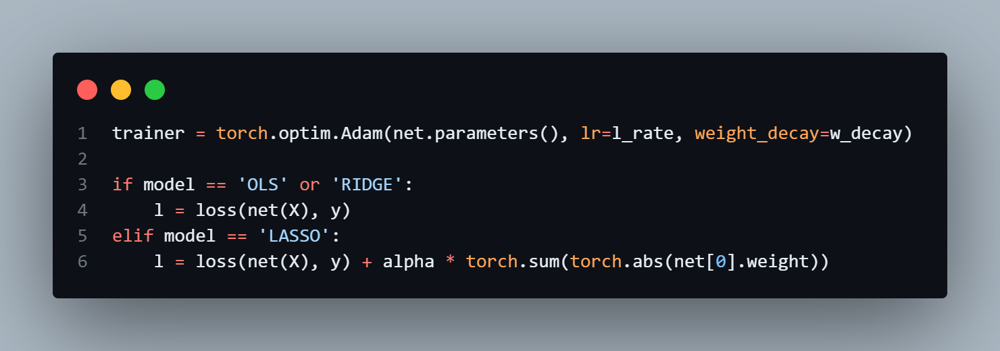 1 trainer = torch.optim.Adam(net.parameters(), lr=l_rate, weight_decay=w_decay)
2
3 if model == 'OLS' or 'RIDGE':
4     l = loss(net(X), y)
5 elif model == 'LASSO':
6     l = loss(net(X), y) + alpha * torch.sum(torch.abs(net[0].weight))